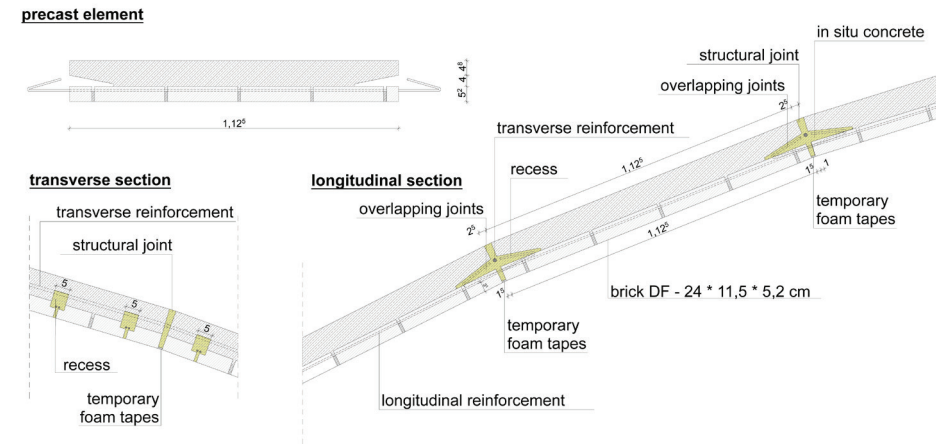 precast element
5² 4 4⁸
1,12⁵
transverse section
transverse reinforcement
structural joint
5
5
5
recess
temporary
foam tapes
longitudinal section
in situ concrete
structural joint
overlapping joints
2⁵
transverse reinforcement
1,12⁵
recess
overlapping joints
2⁵
1,12⁵
1⁵
1
temporary
foam tapes
1⁵
brick DF - 24 * 11,5 * 5,2 cm
temporary
foam tapes
longitudinal reinforcement